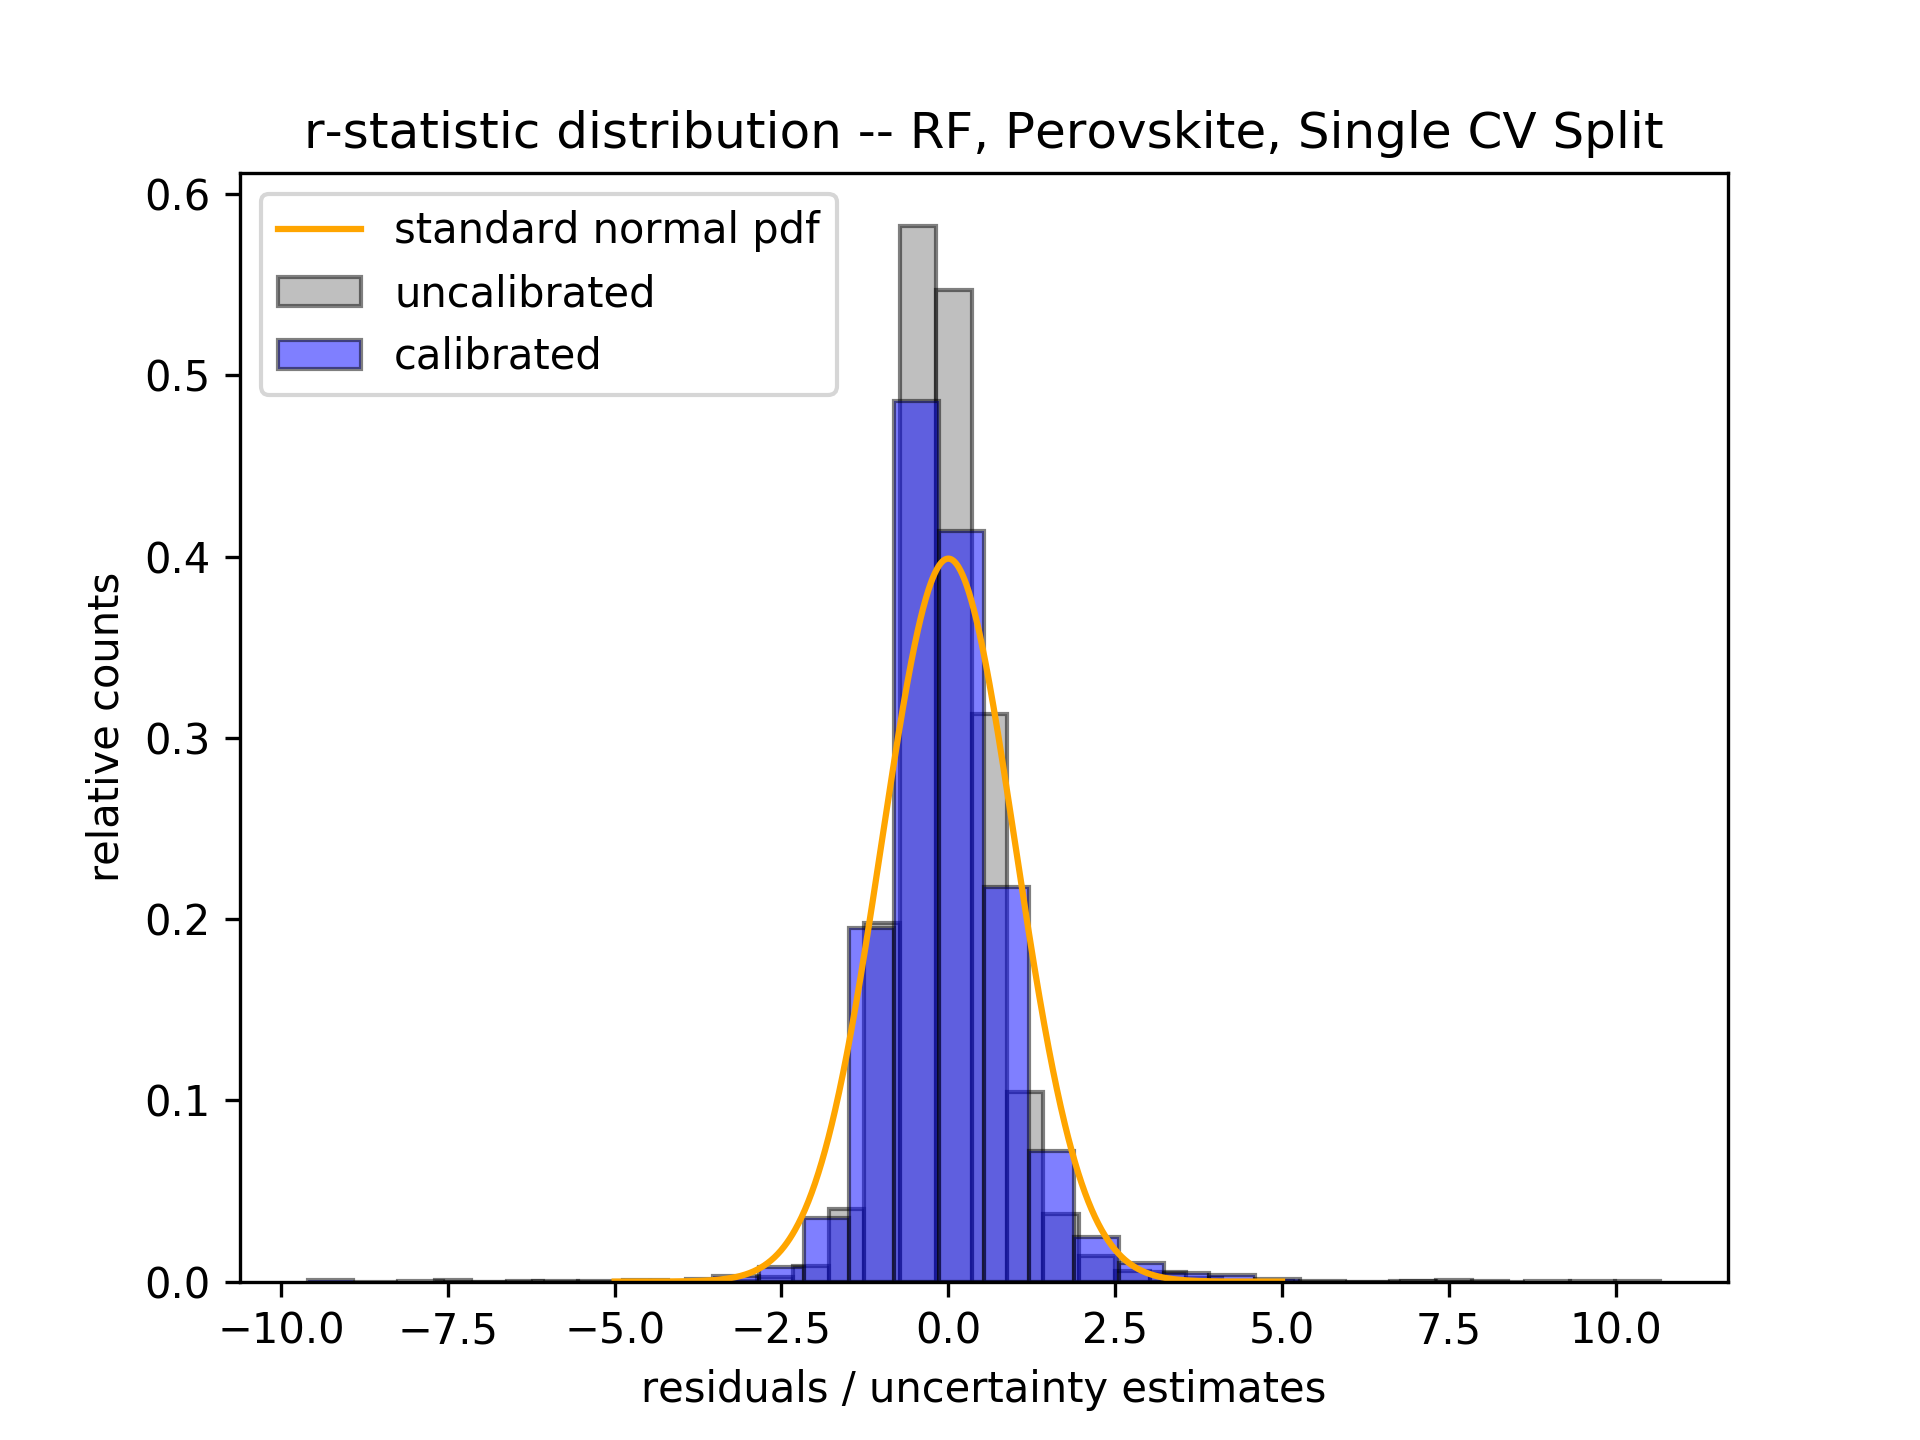 r-statistic distribution -- RF, Perovskite, Single CV Split
standard normal pdf
uncalibrated
calibrated
0.6
0.5
0.4
0.3
0.2
0.1
0.0
relative counts
−10.0 −7.5 −5.0 −2.5 0.0 2.5 5.0 7.5 10.0
residuals / uncertainty estimates